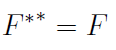 F** = F